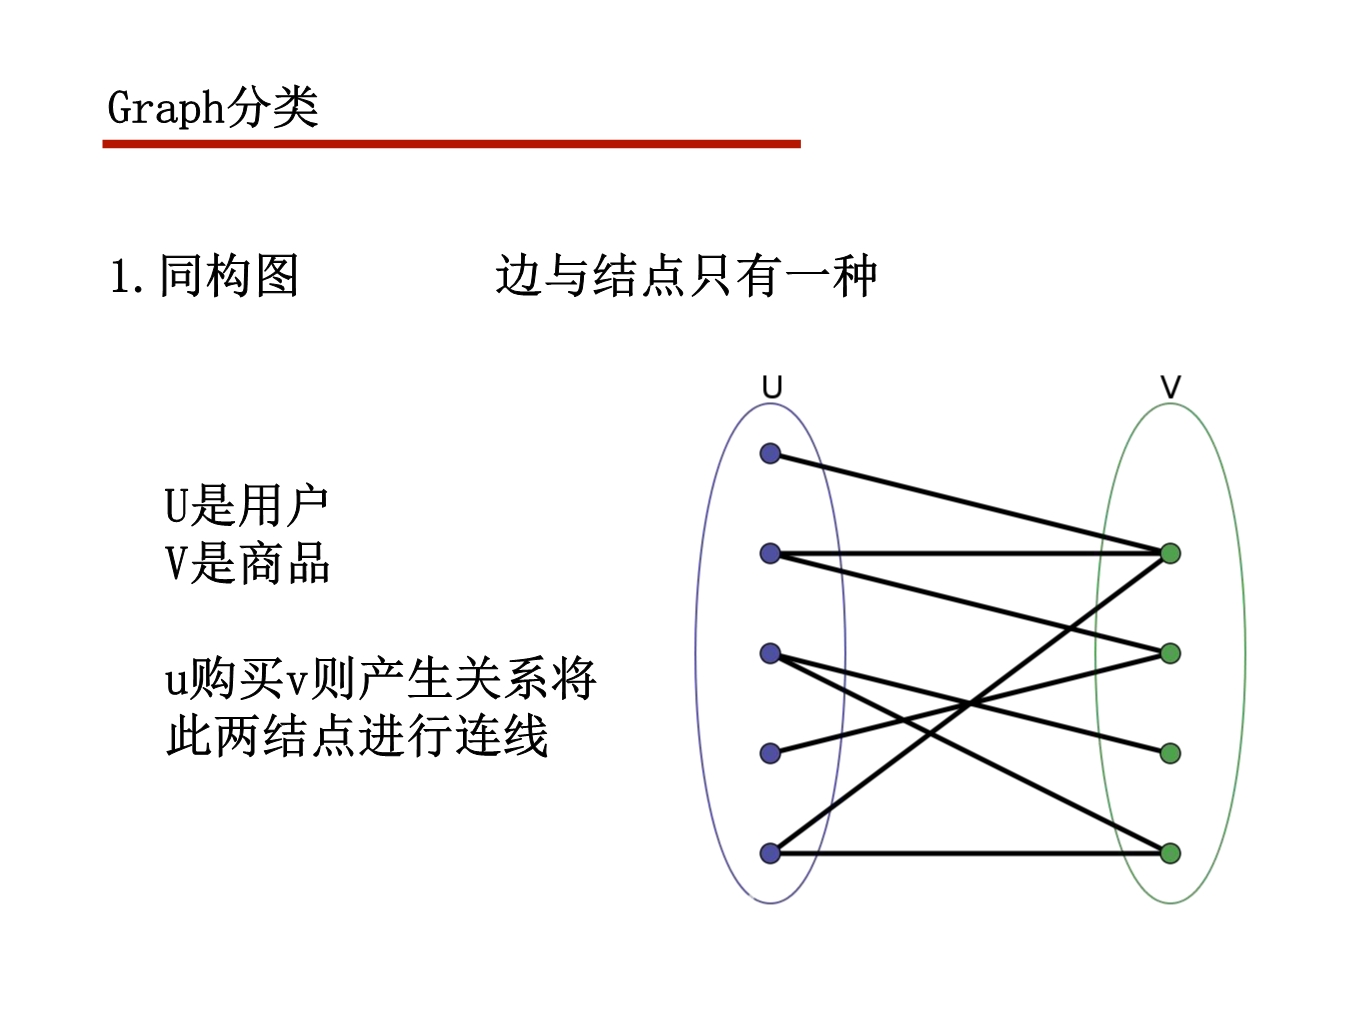 Graph分类
1.同构图 边与结点只有一种
U V
U是用户
V是商品
u购买v则产生关系将
此两结点进行连线